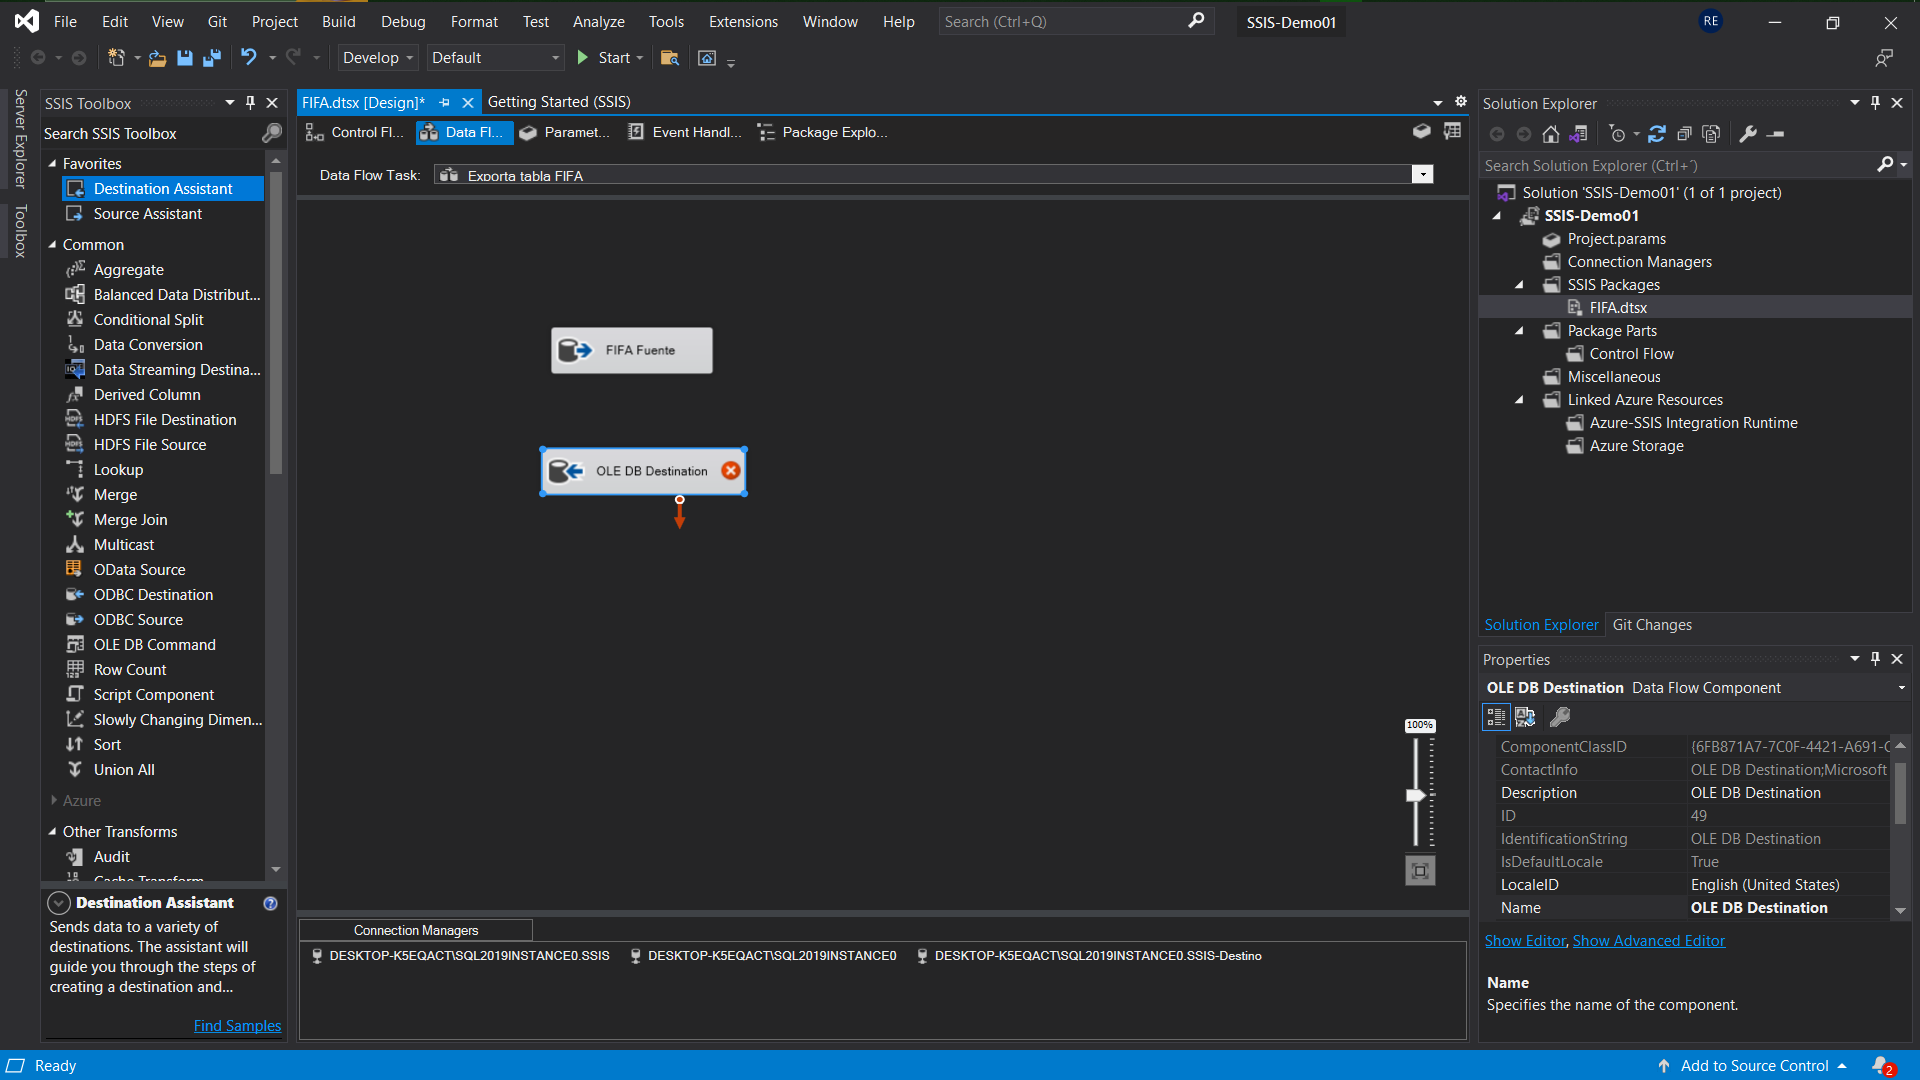 File Edit View Git Project Build Debug Format Test Analyze Tools Extensions Window Help Search (Ctrl+Q) SSIS-Demo01 RE
Develop Default Start
Server Explorer
Toolbox
SSIS Toolbox
Search SSIS Toolbox
Favorites
Destination Assistant
Source Assistant
Common
Aggregate
Balanced Data Distribut...
Conditional Split
Data Conversion
Data Streaming Destina...
Derived Column
HDFS File Destination
HDFS File Source
Lookup
Merge
Merge Join
Multicast
OData Source
ODBC Destination
ODBC Source
OLE DB Command
Row Count
Script Component
Slowly Changing Dimen...
Sort
Union All
Azure
Other Transforms
Audit
Cache Transform
Destination Assistant
Sends data to a variety of
destinations. The assistant will
guide you through the steps of
creating a destination and...
Find Samples
FIFA.dtsx [Design]* Getting Started (SSIS)
Control Fl... Data Fl... Paramet... Event Handl... Package Explo...
Data Flow Task: Exporta tabla FIFA
FIFA Fuente
OLE DB Destination
100%
Connection Managers
DESKTOP-K5EQACT\SQL2019INSTANCE0.SSIS DESKTOP-K5EQACT\SQL2019INSTANCE0 DESKTOP-K5EQACT\SQL2019INSTANCE0.SSIS-Destino
Solution Explorer
Search Solution Explorer (Ctrl+´)
Solution 'SSIS-Demo01' (1 of 1 project)
SSIS-Demo01
Project.params
Connection Managers
SSIS Packages
FIFA.dtsx
Package Parts
Control Flow
Miscellaneous
Linked Azure Resources
Azure-SSIS Integration Runtime
Azure Storage
Solution Explorer Git Changes
Properties
OLE DB Destination Data Flow Component
ComponentClassID {6FB871A7-7C0F-4421-A691-C
ContactInfo OLE DB Destination;Microsoft
Description OLE DB Destination
ID 49
IdentificationString OLE DB Destination
IsDefaultLocale True
LocaleID English (United States)
Name OLE DB Destination
Show Editor, Show Advanced Editor
Name
Specifies the name of the component.
Ready Add to Source Control 2